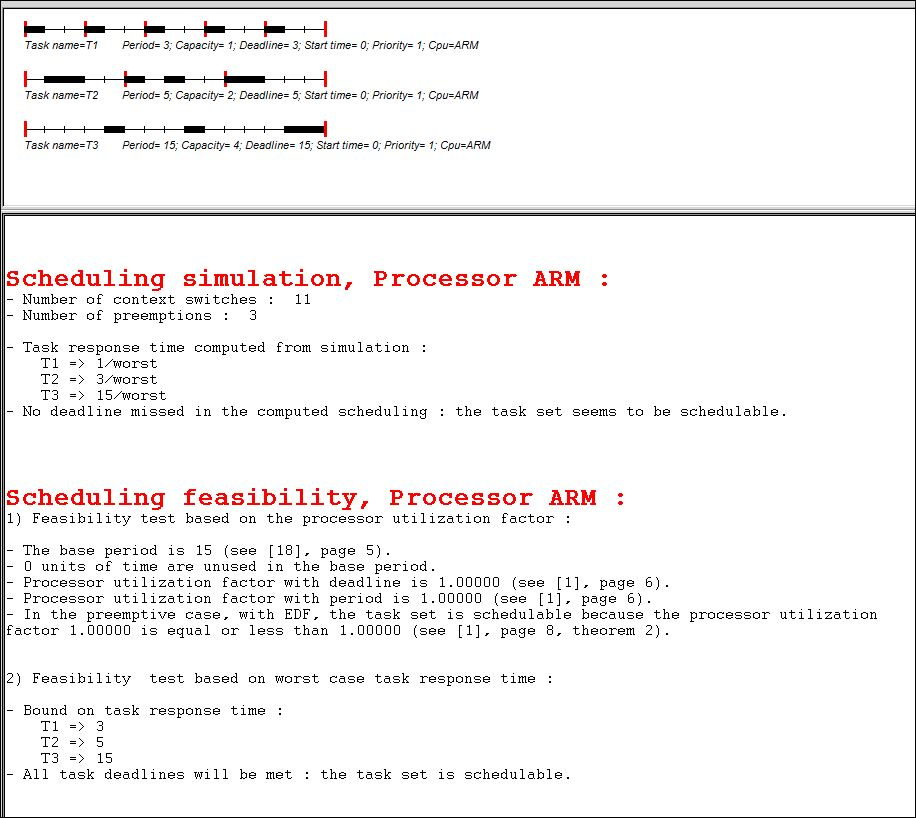 Task name=T1 Period= 3; Capacity= 1; Deadline= 3; Start time= 0; Priority= 1; Cpu=ARM
Task name=T2 Period= 5; Capacity= 2; Deadline= 5; Start time= 0; Priority= 1; Cpu=ARM
Task name=T3 Period= 15; Capacity= 4; Deadline= 15; Start time= 0; Priority= 1; Cpu=ARM
Scheduling simulation, Processor ARM :
- Number of context switches : 11
- Number of preemptions : 3
- Task response time computed from simulation :
T1 => 1/worst
T2 => 3/worst
T3 => 15/worst
- No deadline missed in the computed scheduling : the task set seems to be schedulable.
Scheduling feasibility, Processor ARM :
1) Feasibility test based on the processor utilization factor :
- The base period is 15 (see [18], page 5).
- 0 units of time are unused in the base period.
- Processor utilization factor with deadline is 1.00000 (see [1], page 6).
- Processor utilization factor with period is 1.00000 (see [1], page 6).
- In the preemptive case, with EDF, the task set is schedulable because the processor utilization
factor 1.00000 is equal or less than 1.00000 (see [1], page 8, theorem 2).
2) Feasibility test based on worst case task response time :
- Bound on task response time :
T1 => 3
T2 => 5
T3 => 15
- All task deadlines will be met : the task set is schedulable.